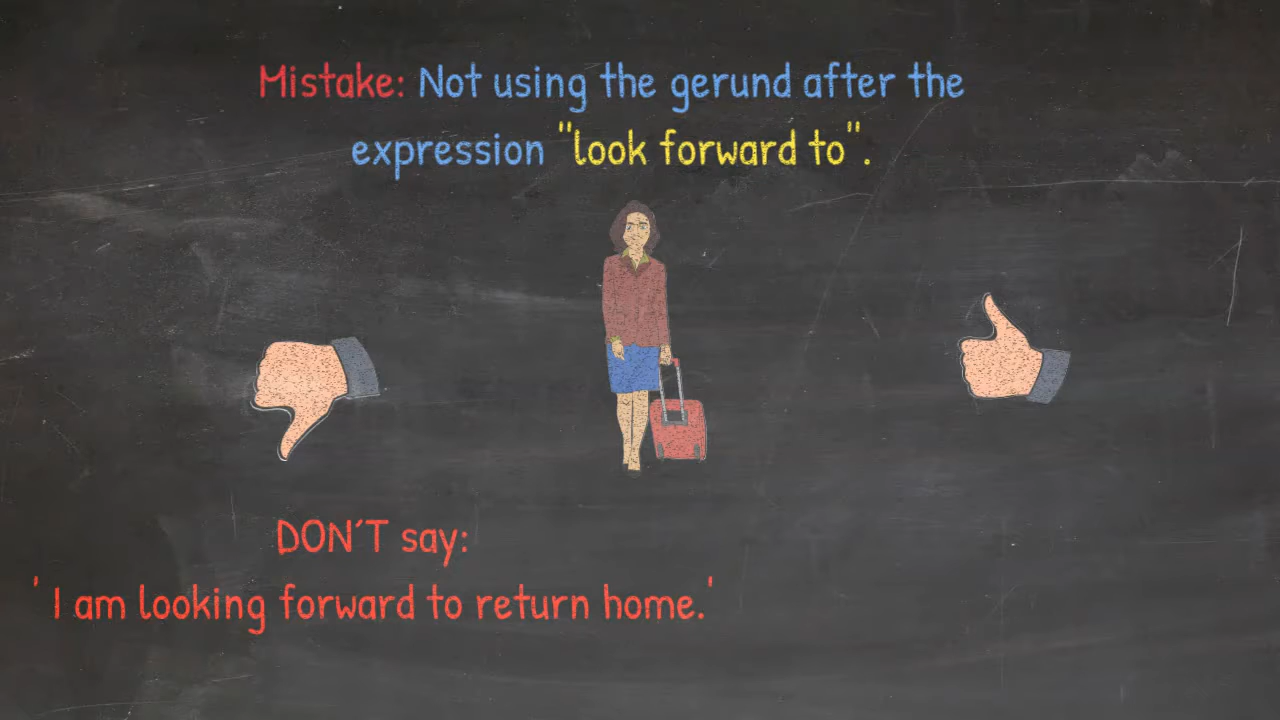 Mistake: Not using the gerund after the
expression "look forward to".
DON´T say:
' I am looking forward to return home.'